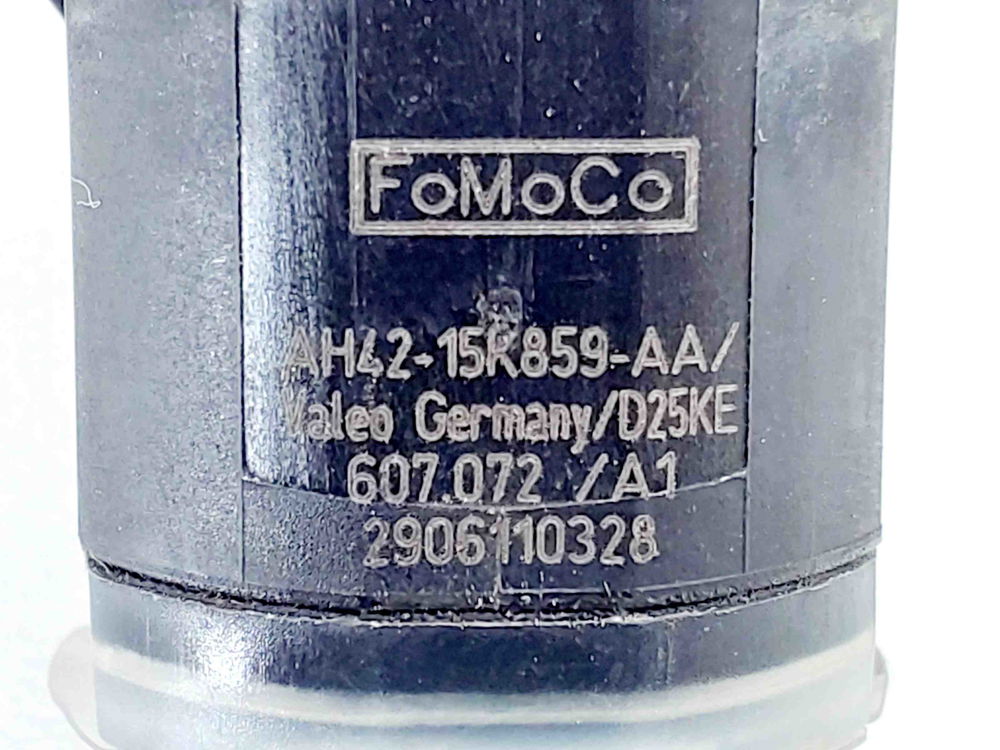 FoMoCo
AH42-15K859-AA/
Valeo Germany/D25KE
607.072 /A1
2906110328